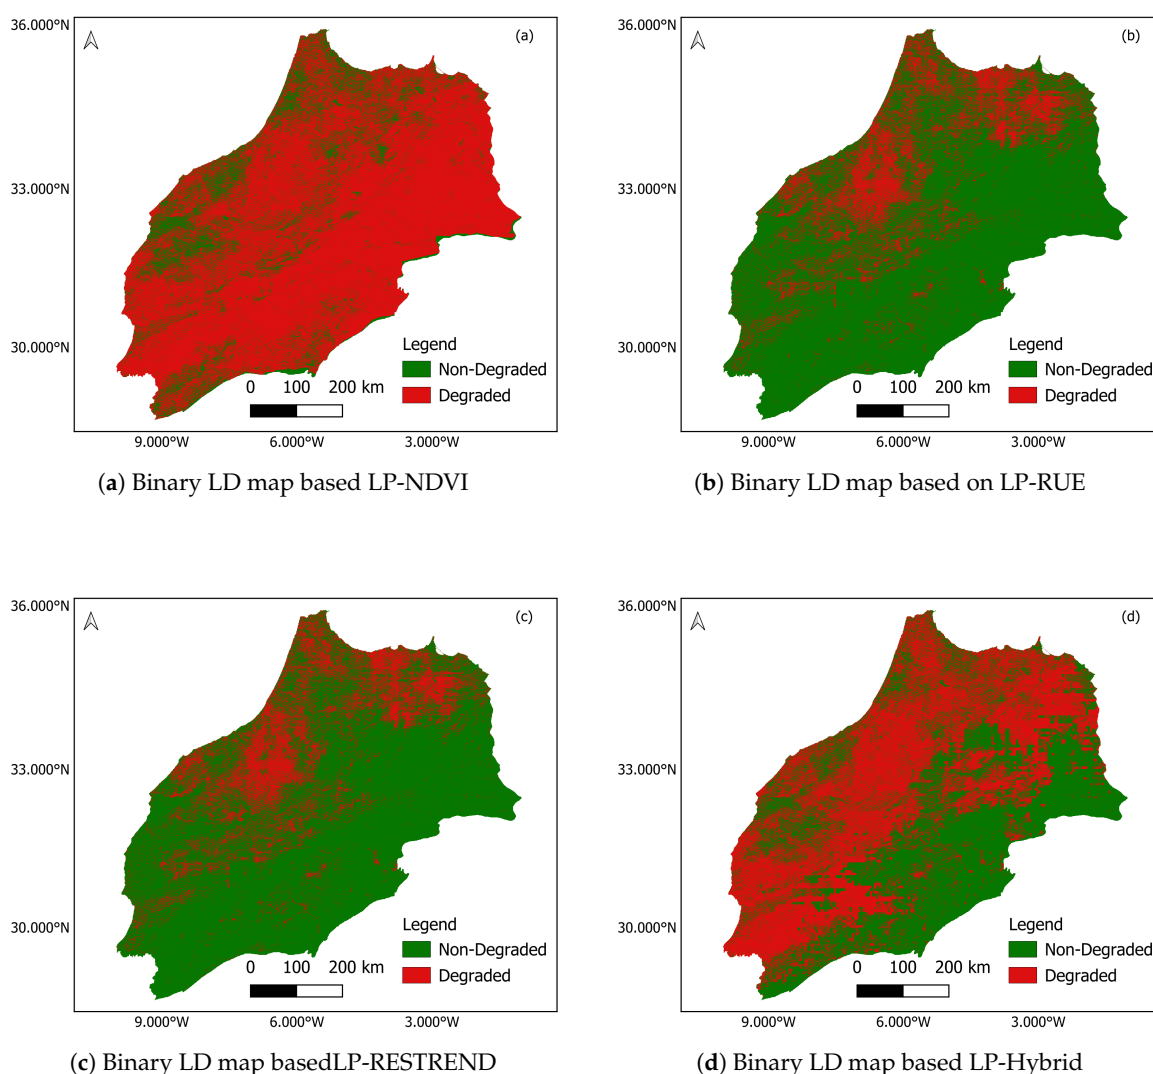 36.000°N
(a)
33.000°N
30.000°N
Legend
Non-Degraded
Degraded
0 100 200 km
9.000°W 6.000°W 3.000°W
(a) Binary LD map based LP-NDVI
36.000°N
(b)
33.000°N
30.000°N
Legend
Non-Degraded
Degraded
0 100 200 km
9.000°W 6.000°W 3.000°W
(b) Binary LD map based on LP-RUE
36.000°N
(c)
33.000°N
30.000°N
Legend
Non-Degraded
Degraded
0 100 200 km
9.000°W 6.000°W 3.000°W
(c) Binary LD map basedLP-RESTREND
36.000°N
(d)
33.000°N
30.000°N
Legend
Non-Degraded
Degraded
0 100 200 km
9.000°W 6.000°W 3.000°W
(d) Binary LD map based LP-Hybrid